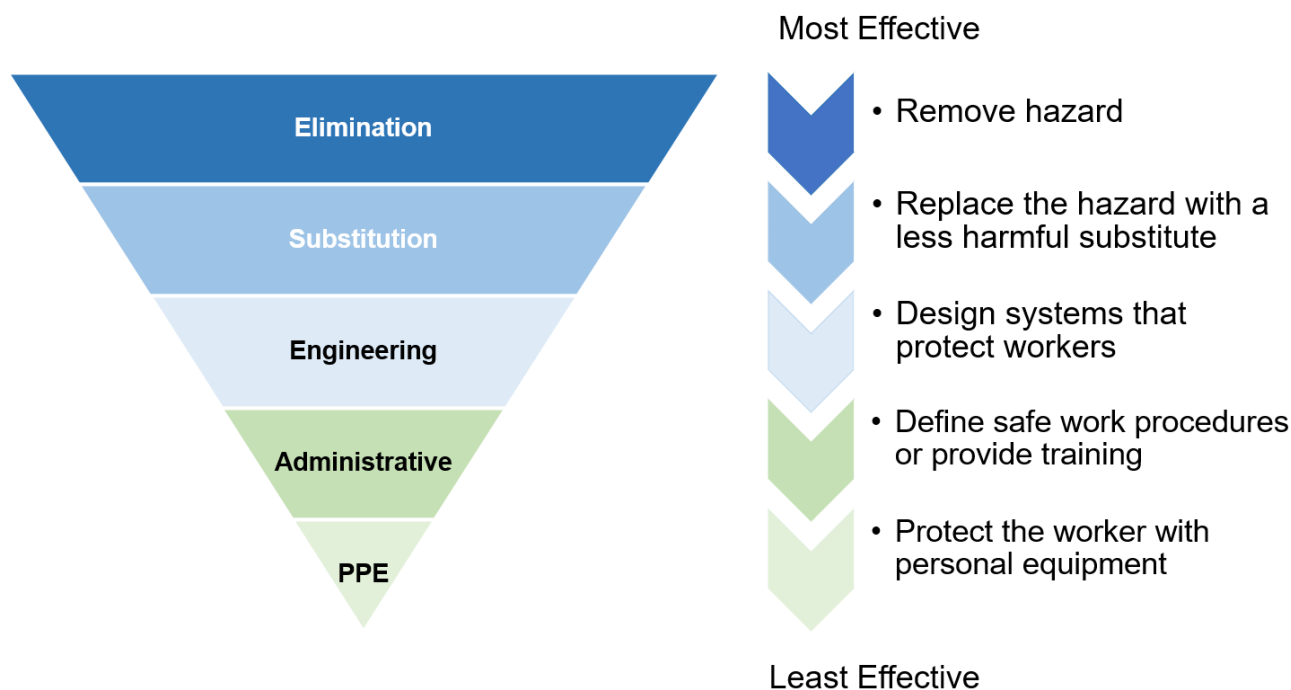 Most Effective
Elimination
• Remove hazard
Substitution
• Replace the hazard with a
less harmful substitute
Engineering
• Design systems that
protect workers
Administrative
• Define safe work procedures
or provide training
PPE
• Protect the worker with
personal equipment
Least Effective